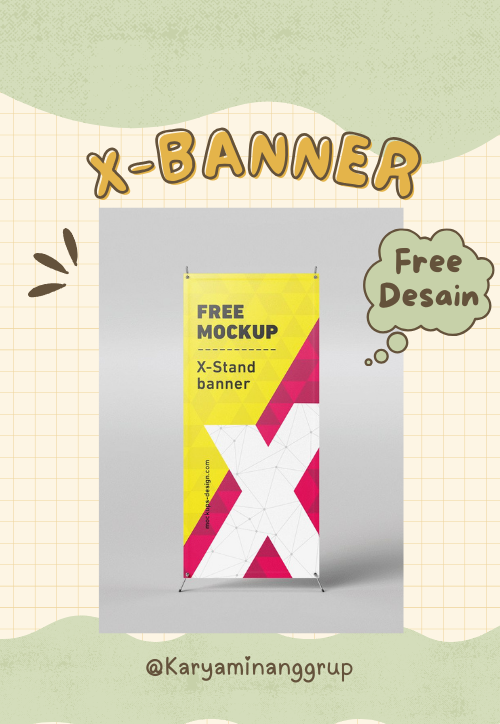 X-BANNER
Free
Desain
FREE
MOCKUP
X-Stand
banner
mockups-design.com
X
@Karyaminanggrup